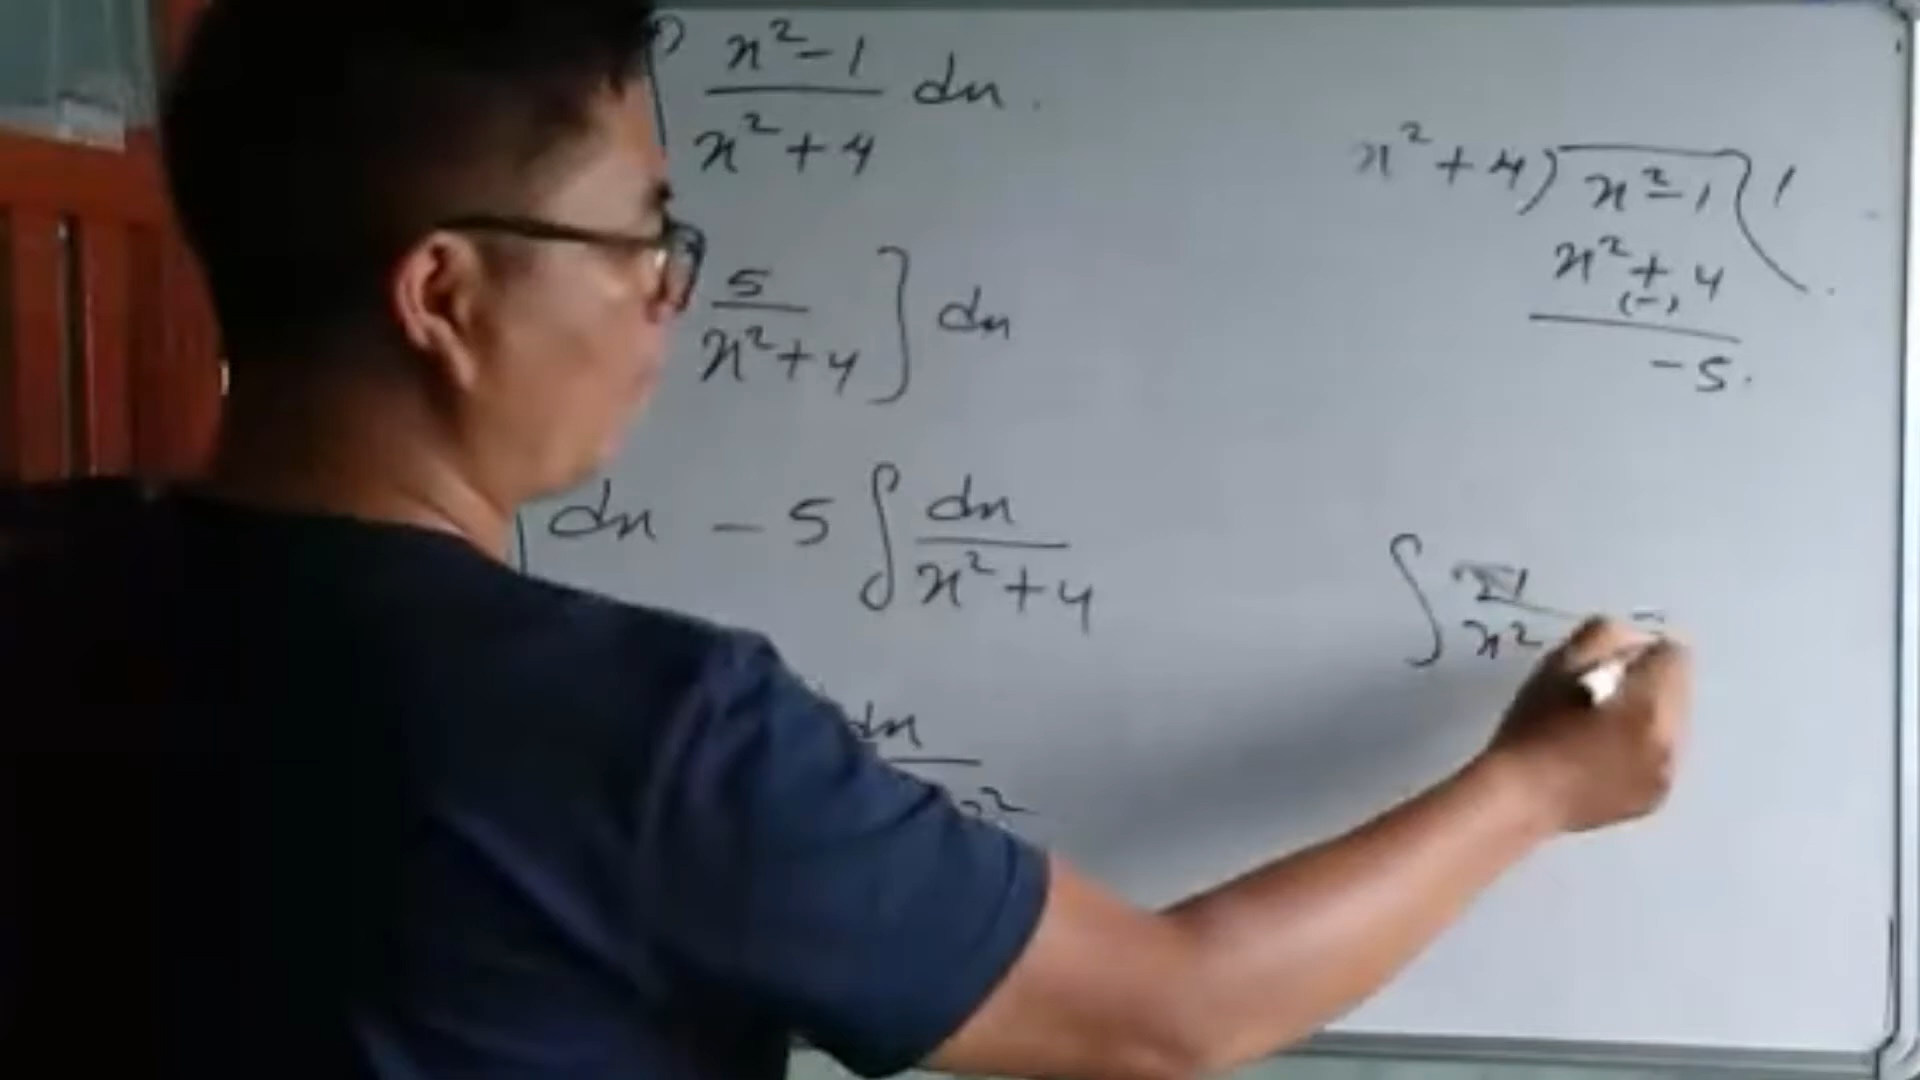 ∫ x²-1 / x²+4 dx.
5 / x²+4 ] dx
∫ dx - 5 ∫ dx / x²+4
dx
x²+4) x²-1 ( 1
x²+4
(-)
-5.
∫ 1 / x²